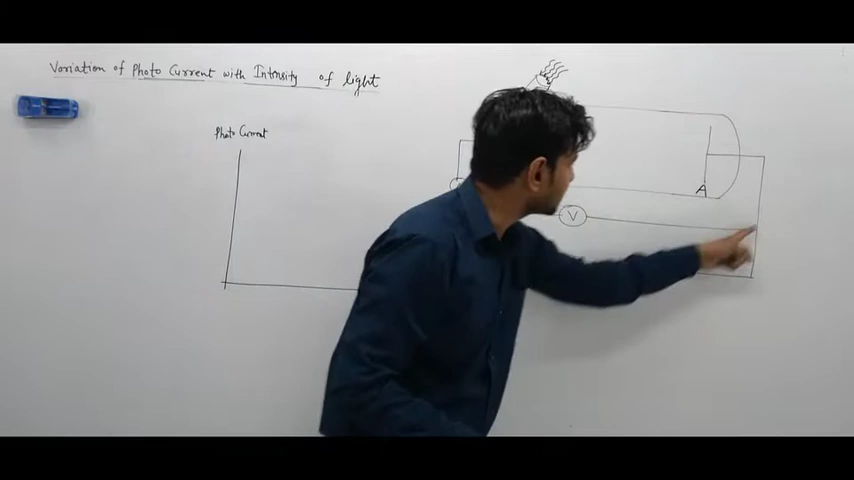 Variation of Photo Current with Intensity of light
Photo Current
A
V